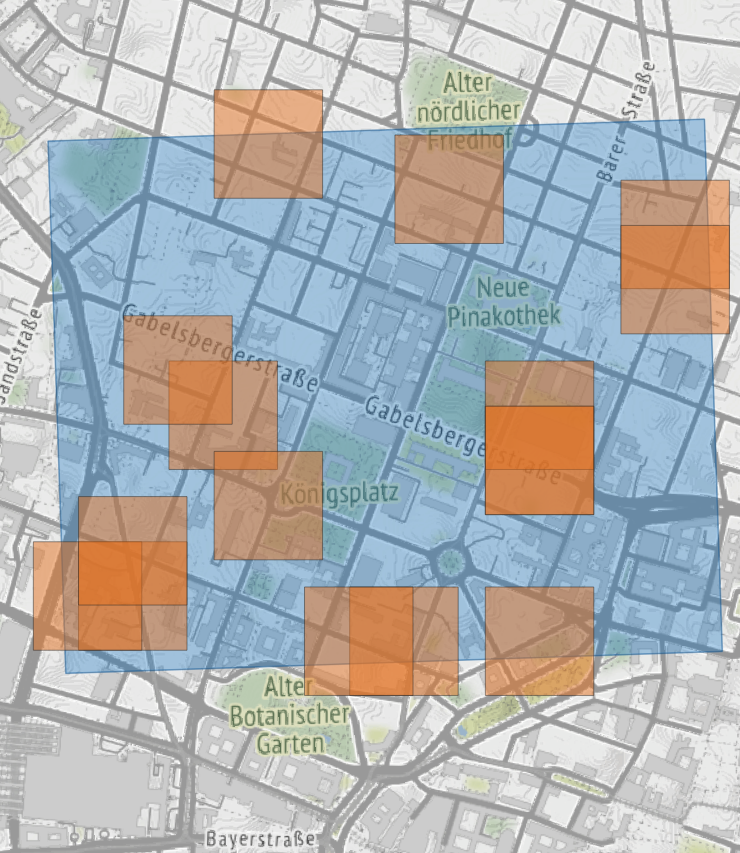 Alter
nördlicher
Friedhof
Barer Straße
Neue
Pinakothek
Gabelsbergerstraße
Sandstraße
Gabelsbergerstraße
Königsplatz
Alter
Botanischer
Garten
Bayerstraße